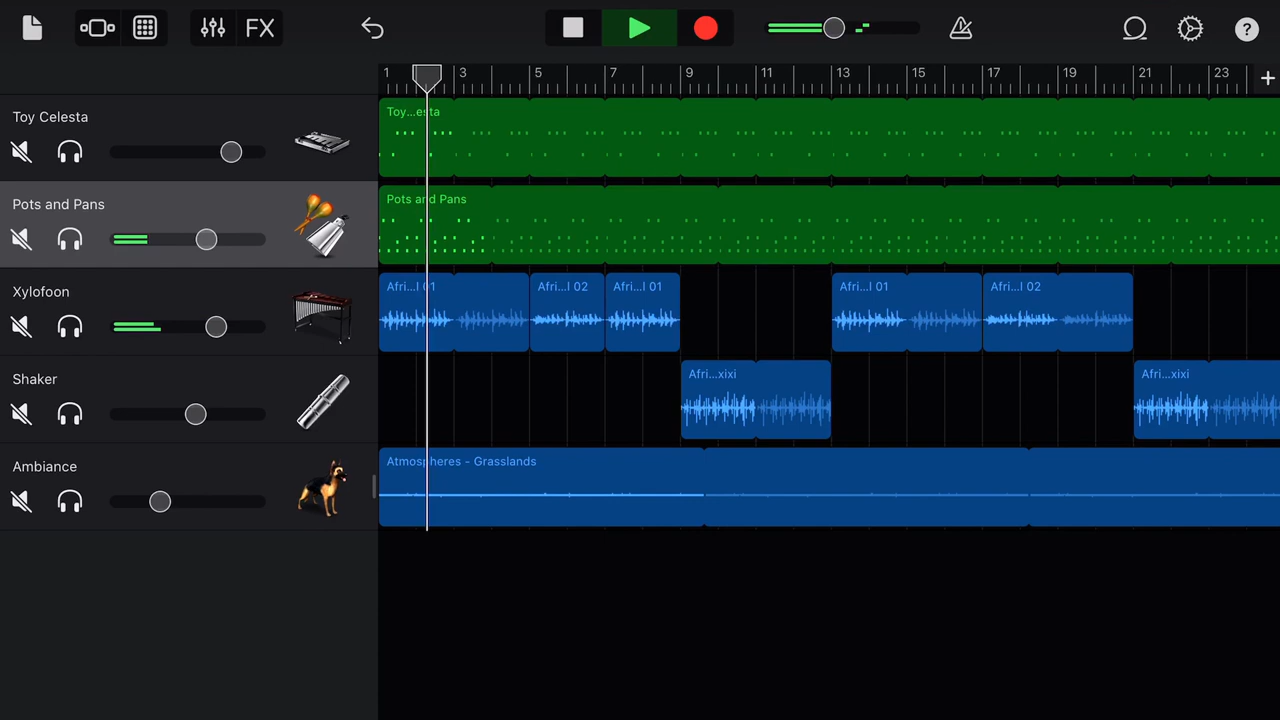 FX
?
1 3 5 7 9 11 13 15 17 19 21 23 +
Toy Celesta
Toy...esta
Pots and Pans
Pots and Pans
Xylofoon
Afri...l 01 Afri...l 02 Afri...l 01 Afri...l 01 Afri...l 02
Shaker
Afri...xixi Afri...xixi
Ambiance
Atmospheres - Grasslands